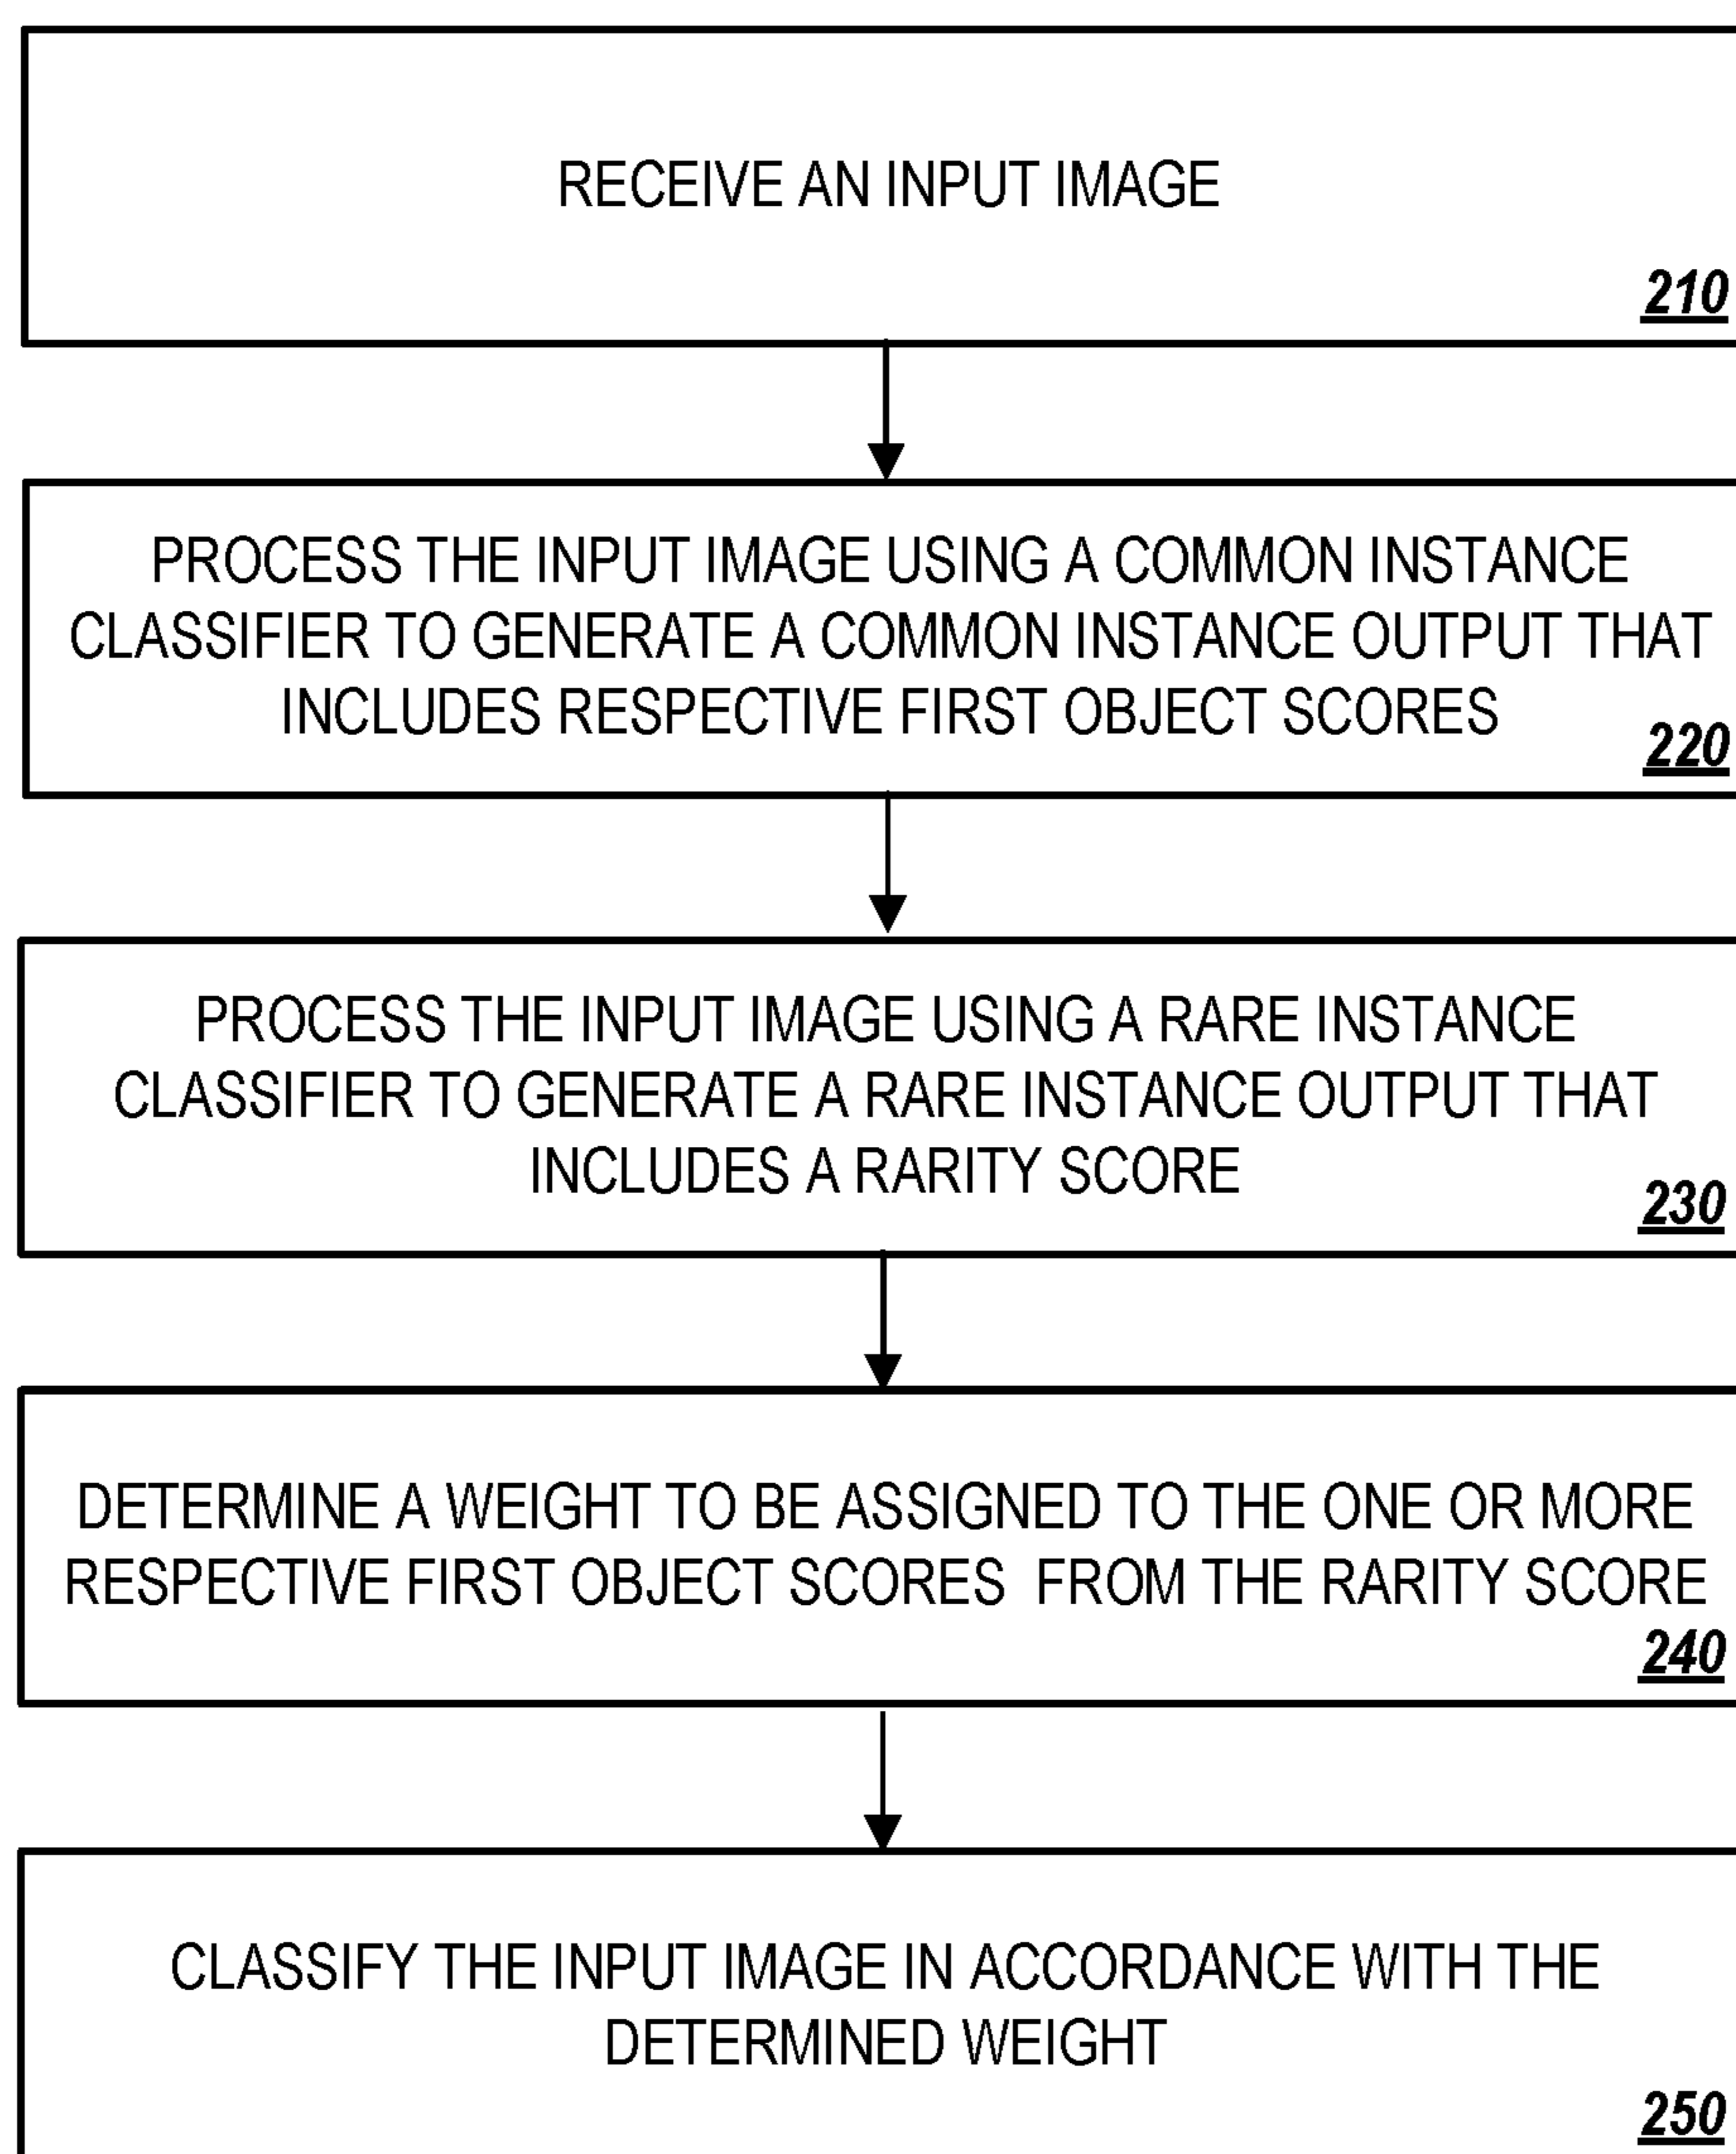 RECEIVE AN INPUT IMAGE
210
PROCESS THE INPUT IMAGE USING A COMMON INSTANCE
CLASSIFIER TO GENERATE A COMMON INSTANCE OUTPUT THAT
INCLUDES RESPECTIVE FIRST OBJECT SCORES
220
PROCESS THE INPUT IMAGE USING A RARE INSTANCE
CLASSIFIER TO GENERATE A RARE INSTANCE OUTPUT THAT
INCLUDES A RARITY SCORE
230
DETERMINE A WEIGHT TO BE ASSIGNED TO THE ONE OR MORE
RESPECTIVE FIRST OBJECT SCORES FROM THE RARITY SCORE
240
CLASSIFY THE INPUT IMAGE IN ACCORDANCE WITH THE
DETERMINED WEIGHT
250